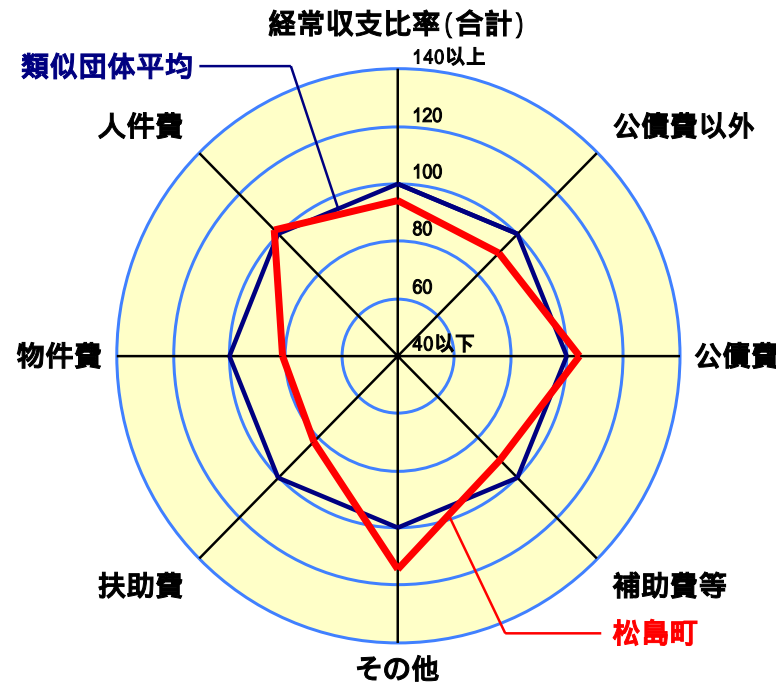 経常収支比率(合計)
140以上
類似団体平均
120
人件費
公債費以外
100
80
60
40以下
物件費
公債費
扶助費
補助費等
松島町
その他